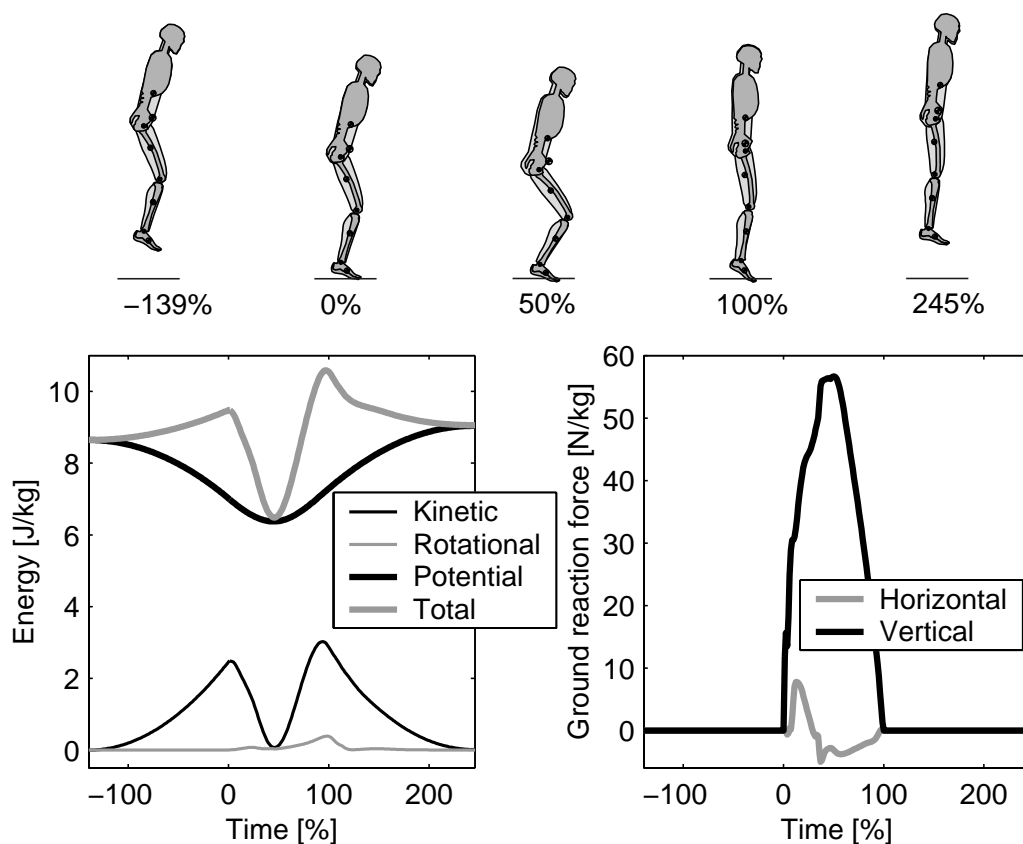 −139%
0%
50%
100%
245%
10
8
6
4
2
0
Energy [J/kg]
Kinetic
Rotational
Potential
Total
−100
0
100
200
Time [%]
60
50
40
30
20
10
0
Ground reaction force [N/kg]
Horizontal
Vertical
−100
0
100
200
Time [%]